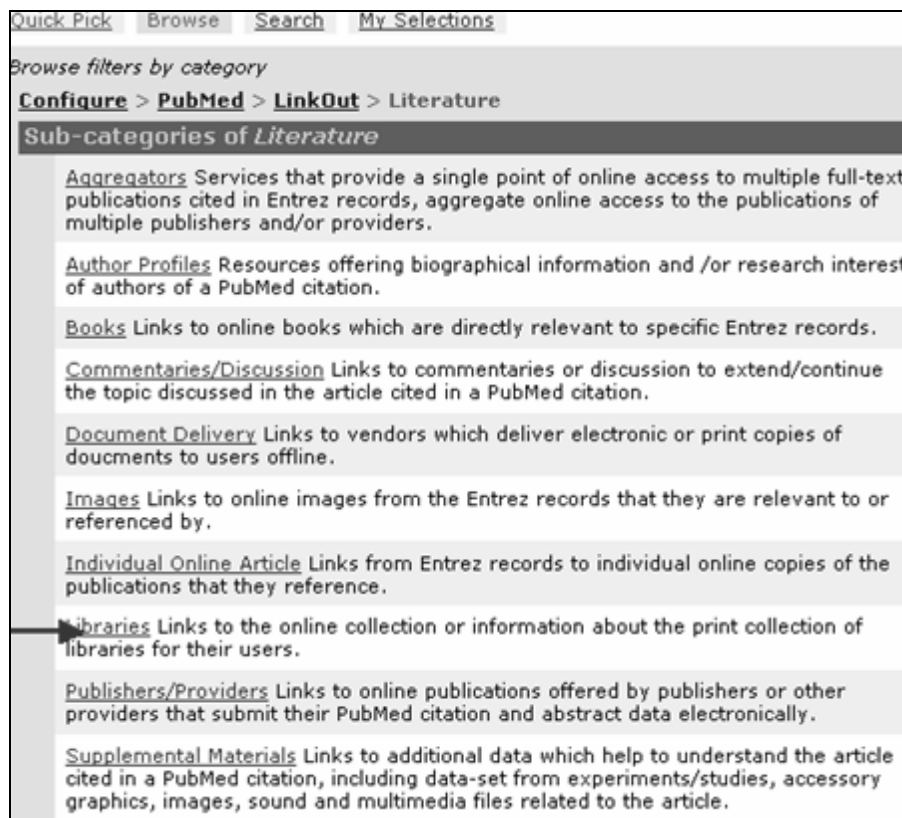 Quick Pick Browse Search My Selections
Browse filters by category
Configure > PubMed > LinkOut > Literature
Sub-categories of Literature
Aggregators Services that provide a single point of online access to multiple full-text
publications cited in Entrez records, aggregate online access to the publications of
multiple publishers and/or providers.
Author Profiles Resources offering biographical information and /or research interest
of authors of a PubMed citation.
Books Links to online books which are directly relevant to specific Entrez records.
Commentaries/Discussion Links to commentaries or discussion to extend/continue
the topic discussed in the article cited in a PubMed citation.
Document Delivery Links to vendors which deliver electronic or print copies of
doucments to users offline.
Images Links to online images from the Entrez records that they are relevant to or
referenced by.
Individual Online Article Links from Entrez records to individual online copies of the
publications that they reference.
Libraries Links to the online collection or information about the print collection of
libraries for their users.
Publishers/Providers Links to online publications offered by publishers or other
providers that submit their PubMed citation and abstract data electronically.
Supplemental Materials Links to additional data which help to understand the article
cited in a PubMed citation, including data-set from experiments/studies, accessory
graphics, images, sound and multimedia files related to the article.